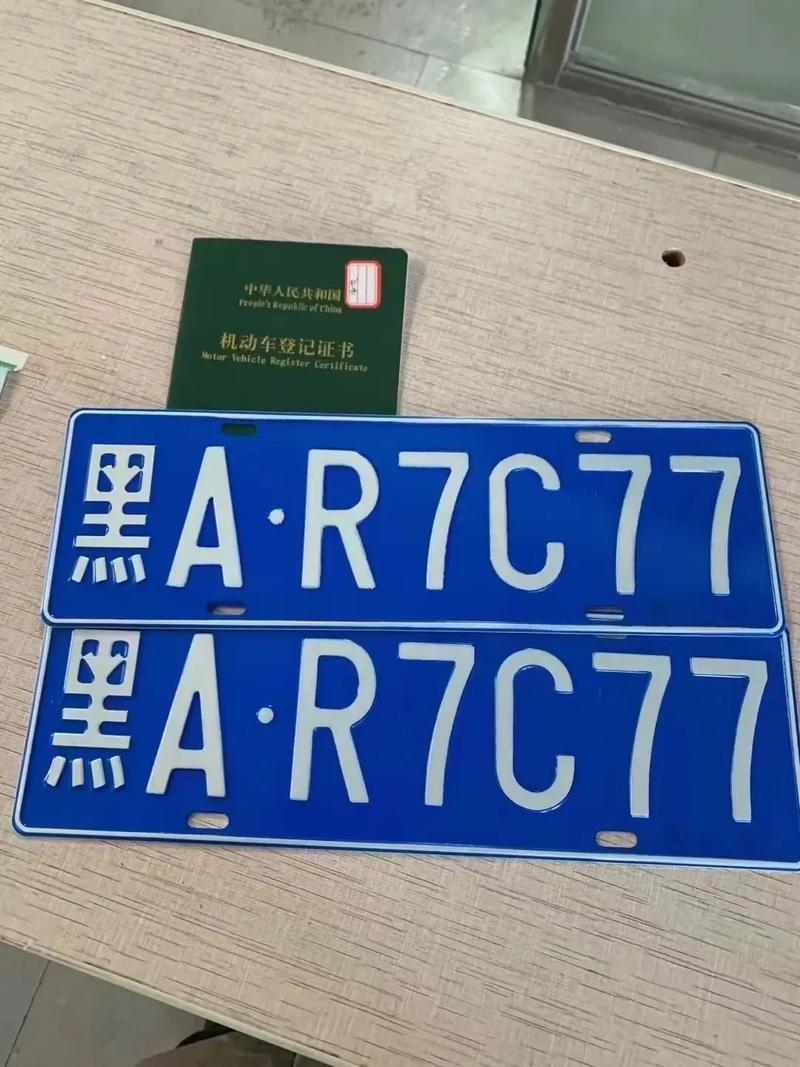 中华人民共和国
People's Republic of China
机动车登记证书
Motor Vehicle Register Certificate
黑A·R7C77
黑A·R7C77